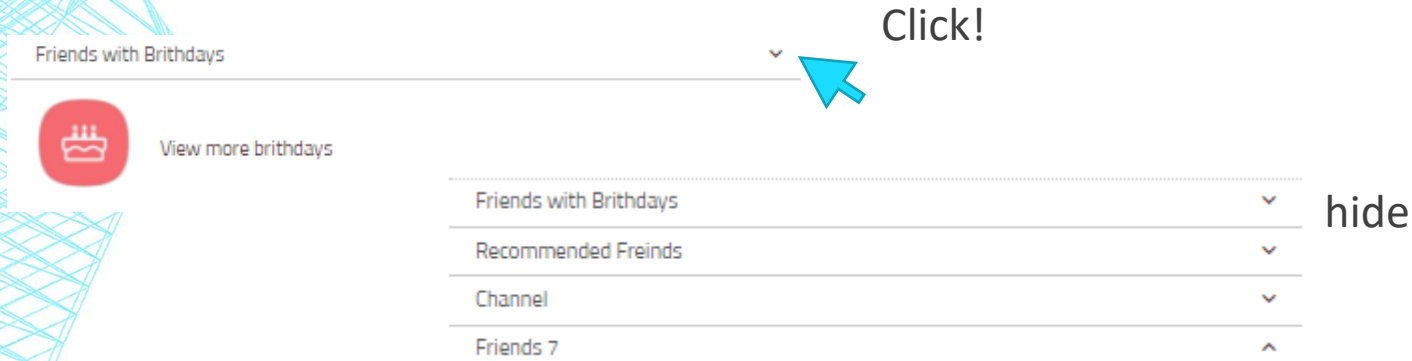 Click!
Friends with Brithdays
View more brithdays
Friends with Brithdays
hide
Recommended Freinds
Channel
Friends 7